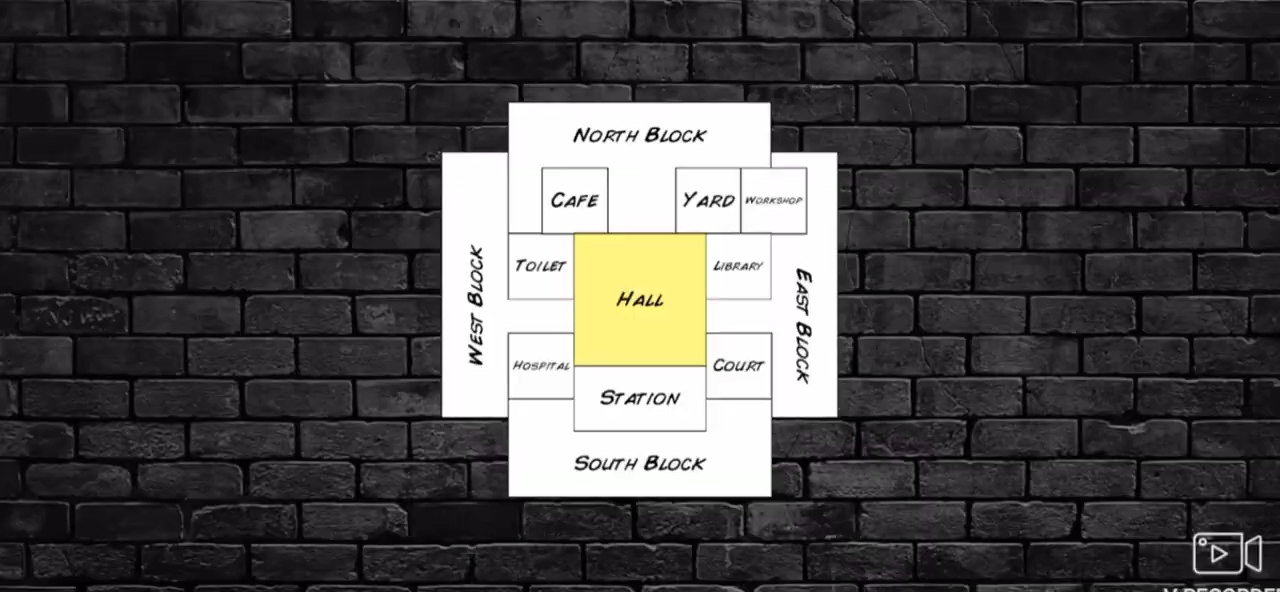 North Block
Cafe
Yard
Workshop
Toilet
Hall
Library
West Block
East Block
Hospital
Court
Station
South Block